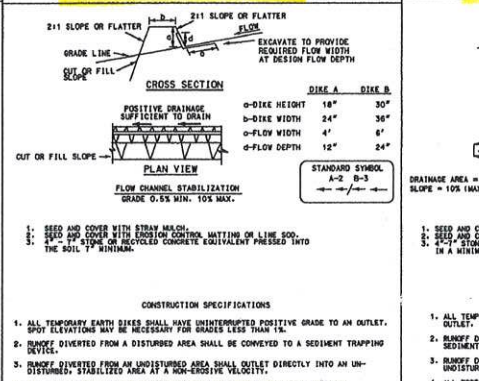 2:1 SLOPE OR FLATTER
b
2:1 SLOPE OR FLATTER
FLOW
GRADE LINE
EXCAVATE TO PROVIDE
REQUIRED FLOW WIDTH
AT DESIGN FLOW DEPTH
CUT OR FILL
SLOPE
CROSS SECTION
DIKE A DIKE B
a-DIKE HEIGHT 18" 30"
b-DIKE WIDTH 24" 36"
c-FLOW WIDTH 4' 6'
d-FLOW DEPTH 12" 24"
POSITIVE DRAINAGE
SUFFICIENT TO DRAIN
CUT OR FILL SLOPE
PLAN VIEW
STANDARD SYMBOL
A-2 B-3
FLOW CHANNEL STABILIZATION
GRADE 0.5% MIN. 10% MAX.
1. SEED AND COVER WITH STRAW MULCH.
2. SEED AND COVER WITH EROSION CONTROL MATTING OR LINE SOD.
3. 4" - 7" STONE OR RECYCLED CONCRETE EQUIVALENT PRESSED INTO
THE SOIL 7" MINIMUM.
CONSTRUCTION SPECIFICATIONS
1. ALL TEMPORARY EARTH DIKES SHALL HAVE UNINTERRUPTED POSITIVE GRADE TO AN OUTLET.
SPOT ELEVATIONS MAY BE NECESSARY FOR GRADES LESS THAN 1%.
2. RUNOFF DIVERTED FROM A DISTURBED AREA SHALL BE CONVEYED TO A SEDIMENT TRAPPING
DEVICE.
3. RUNOFF DIVERTED FROM AN UNDISTURBED AREA SHALL OUTLET DIRECTLY INTO AN UN-
DISTURBED, STABILIZED AREA AT A NON-EROSIVE VELOCITY.
DRAINAGE AREA =
SLOPE = 10% (MAX
1. SEED AND C
2. SEED AND C
3. 4"-7" STON
IN A MINIM
1. ALL TEMP
OUTLET.
2. RUNOFF D
SEDIMENT
3. RUNOFF D
UNDISTUR